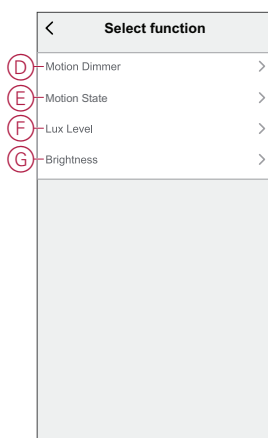 Select function
D Motion Dimmer
E Motion State
F Lux Level
G Brightness